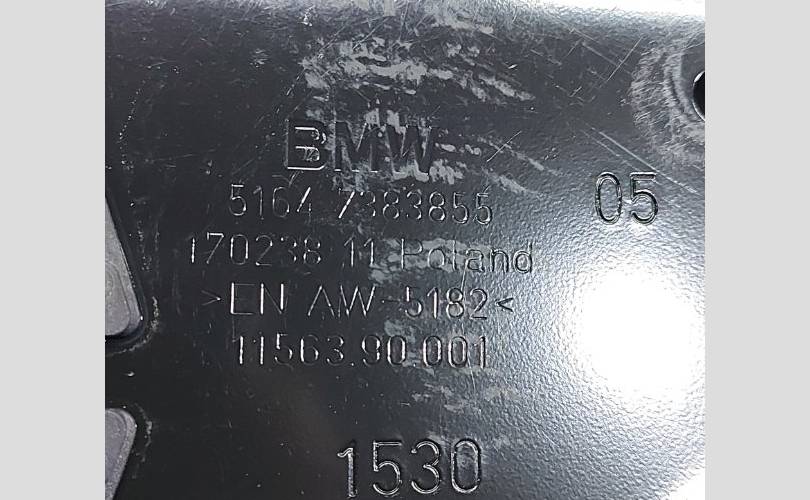 BMW
5164 7383855
05
170238 11 Poland
>EN AW-5182<
11563.90.001
1530